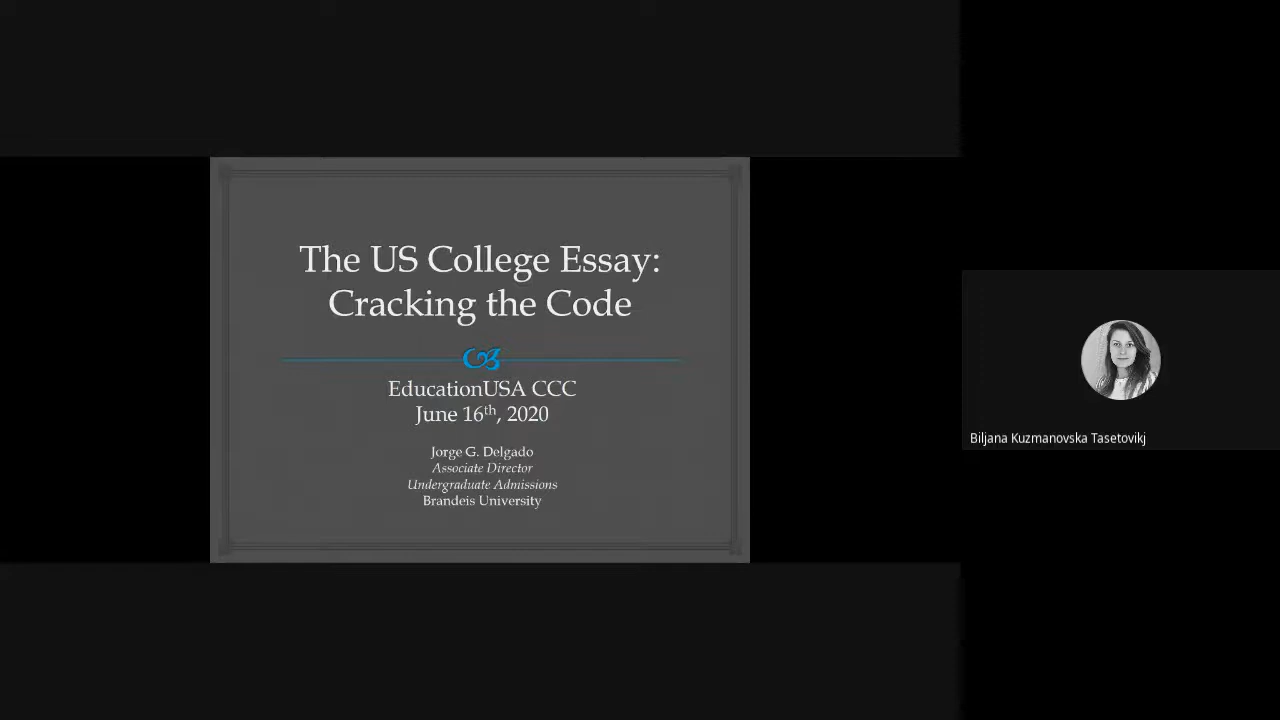 The US College Essay:
Cracking the Code
EducationUSA CCC
June 16th, 2020
Jorge G. Delgado
Associate Director
Undergraduate Admissions
Brandeis University
Biljana Kuzmanovska Tasetovikj